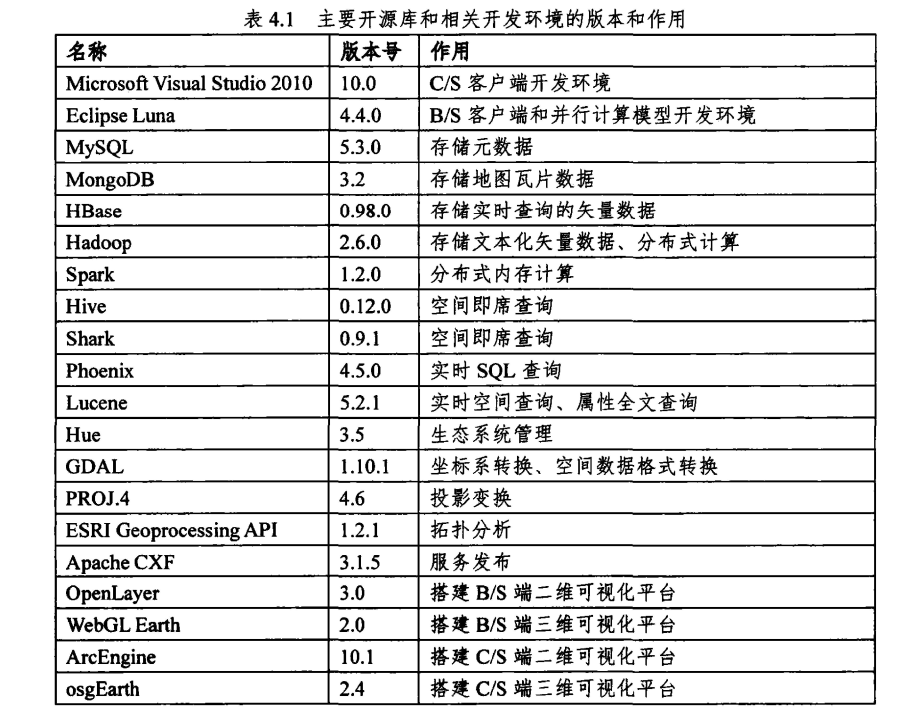 表 4.1 主要开源库和相关开发环境的版本和作用
名称 版本号 作用
Microsoft Visual Studio 2010 10.0 C/S 客户端开发环境
Eclipse Luna 4.4.0 B/S 客户端和并行计算模型开发环境
MySQL 5.3.0 存储元数据
MongoDB 3.2 存储地图瓦片数据
HBase 0.98.0 存储实时查询的矢量数据
Hadoop 2.6.0 存储文本化矢量数据、分布式计算
Spark 1.2.0 分布式内存计算
Hive 0.12.0 空间即席查询
Shark 0.9.1 空间即席查询
Phoenix 4.5.0 实时 SQL 查询
Lucene 5.2.1 实时空间查询、属性全文查询
Hue 3.5 生态系统管理
GDAL 1.10.1 坐标系转换、空间数据格式转换
PROJ.4 4.6 投影变换
ESRI Geoprocessing API 1.2.1 拓扑分析
Apache CXF 3.1.5 服务发布
OpenLayer 3.0 搭建 B/S 端二维可视化平台
WebGL Earth 2.0 搭建 B/S 端三维可视化平台
ArcEngine 10.1 搭建 C/S 端二维可视化平台
osgEarth 2.4 搭建 C/S 端三维可视化平台